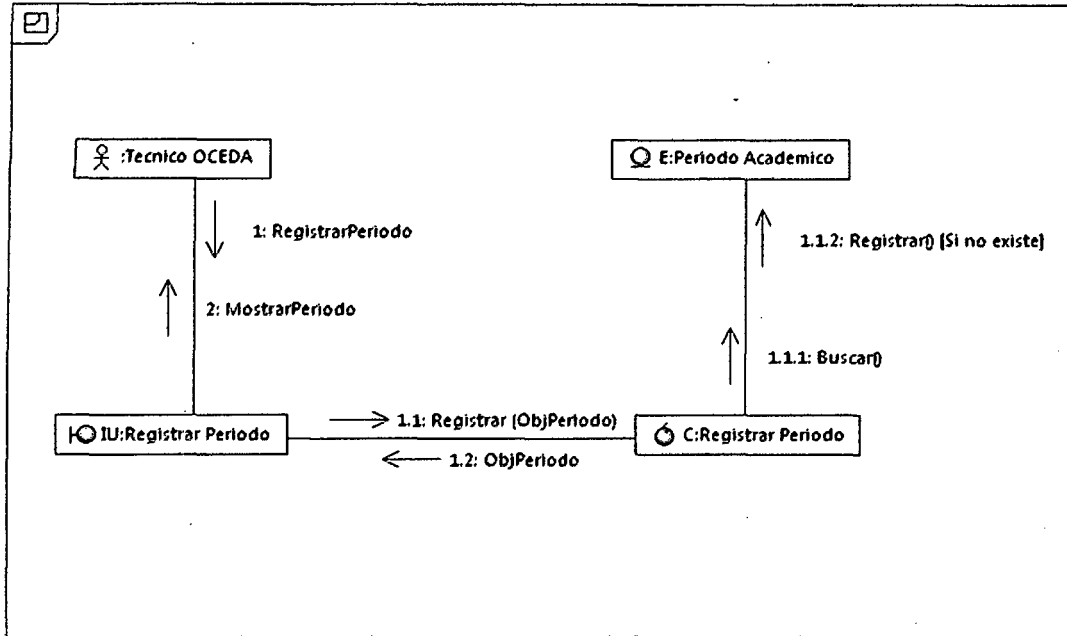 :Tecnico OCEDA
E:Periodo Academico
1: RegistrarPeriodo
1.1.2: Registrar() [Si no existe]
2: MostrarPeriodo
1.1.1: Buscar()
IU:Registrar Periodo
1.1: Registrar (ObjPeriodo)
C:Registrar Periodo
1.2: ObjPeriodo